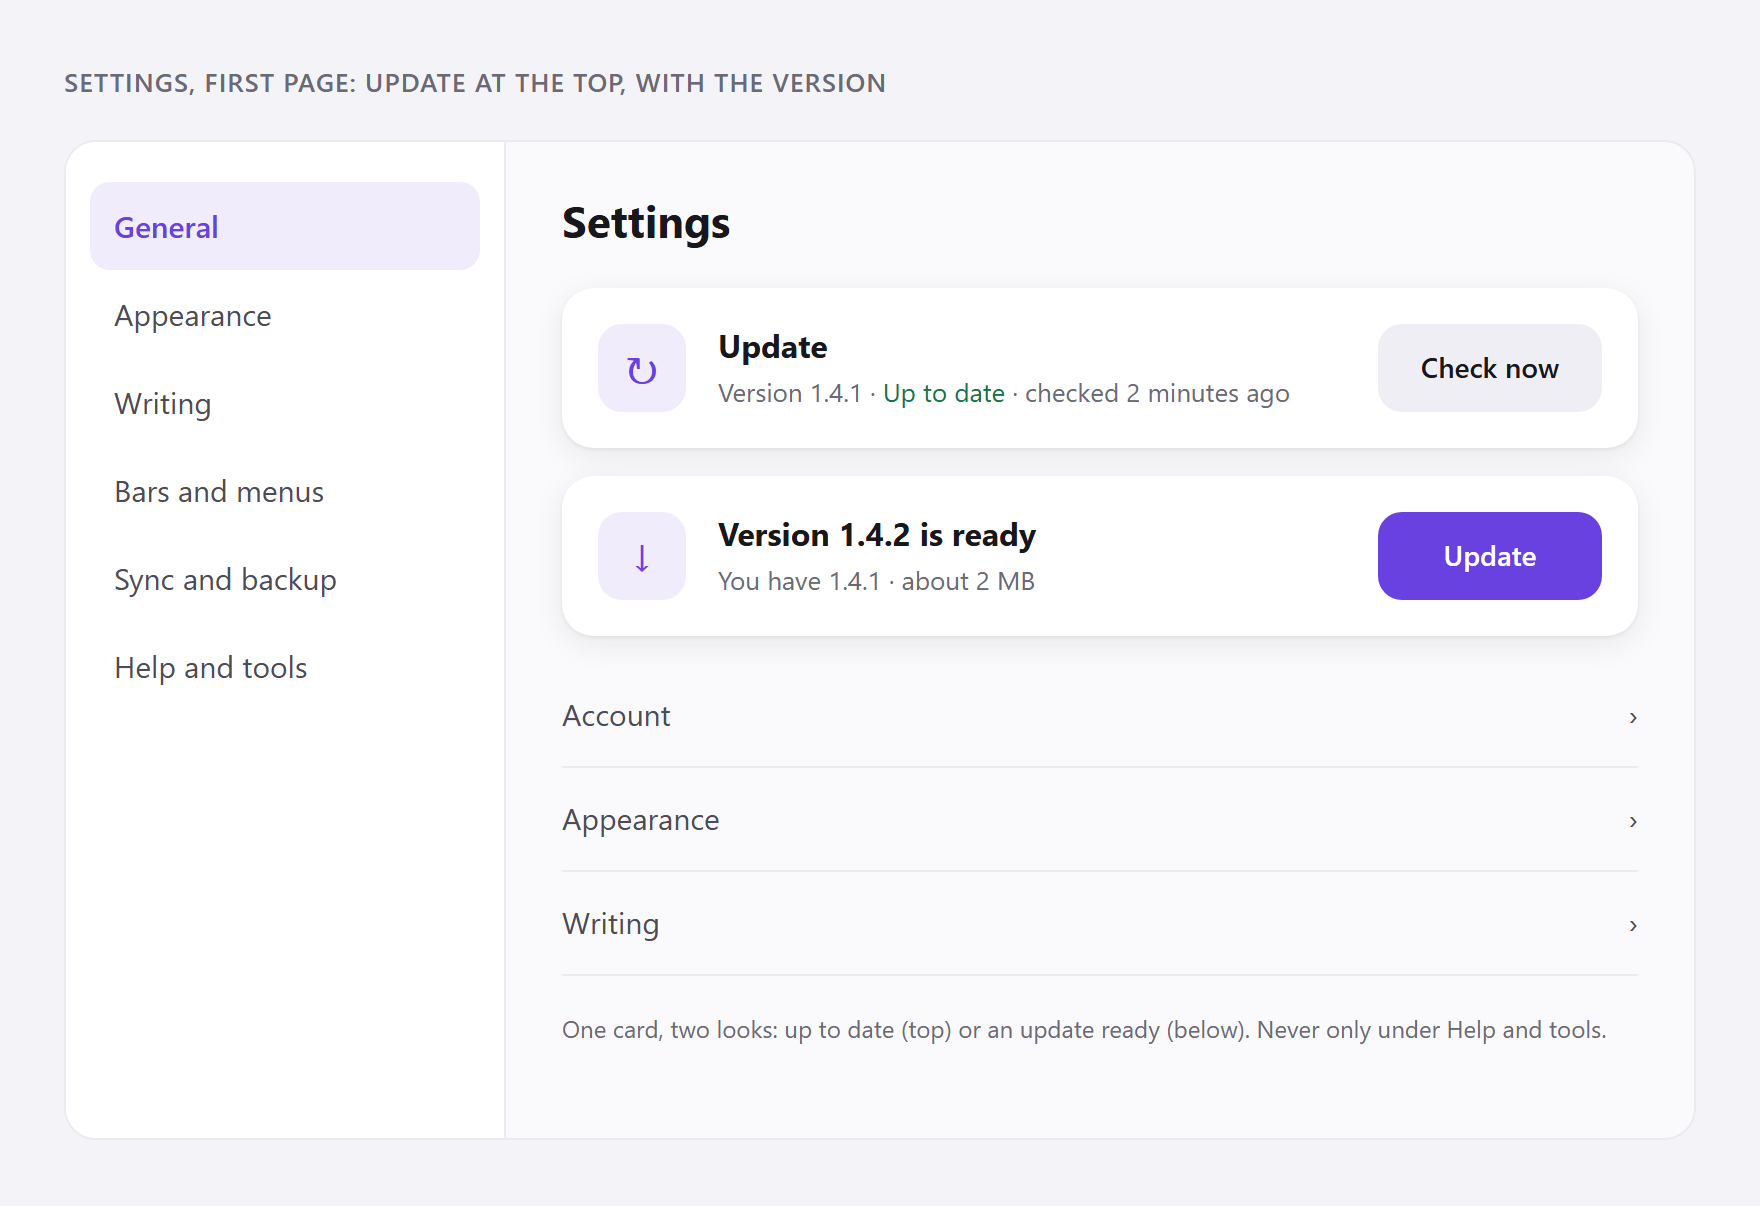 SETTINGS, FIRST PAGE: UPDATE AT THE TOP, WITH THE VERSION
General
Appearance
Writing
Bars and menus
Sync and backup
Help and tools
Settings
↻
Update
Version 1.4.1 · Up to date · checked 2 minutes ago
Check now
↓
Version 1.4.2 is ready
You have 1.4.1 · about 2 MB
Update
Account ›
Appearance ›
Writing ›
One card, two looks: up to date (top) or an update ready (below). Never only under Help and tools.